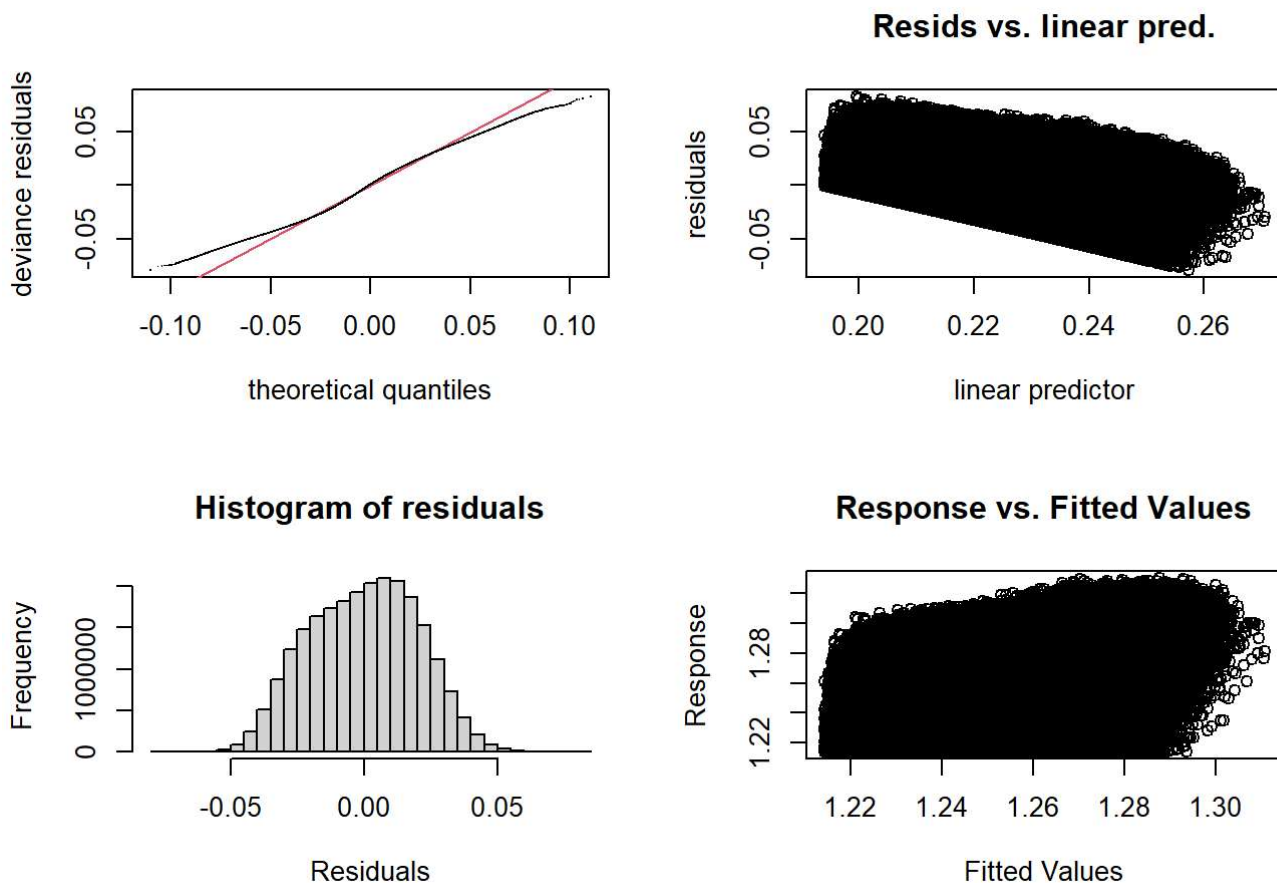 Resids vs. linear pred.
deviance residuals
-0.05 0.05
-0.10 -0.05 0.00 0.05 0.10
theoretical quantiles
residuals
-0.05 0.05
0.20 0.22 0.24 0.26
linear predictor
Histogram of residuals
Frequency
0 1000000
-0.05 0.00 0.05
Residuals
Response vs. Fitted Values
Response
1.22 1.28
1.22 1.24 1.26 1.28 1.30
Fitted Values